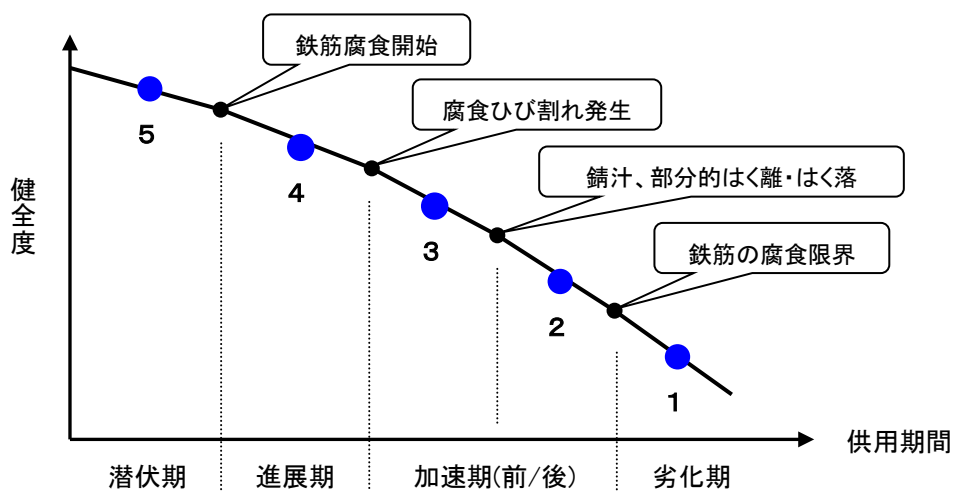 鉄筋腐食開始
腐食ひび割れ発生
錆汁、部分的はく離・はく落
鉄筋の腐食限界
健全度
5
4
3
2
1
供用期間
潜伏期
進展期
加速期(前/後)
劣化期